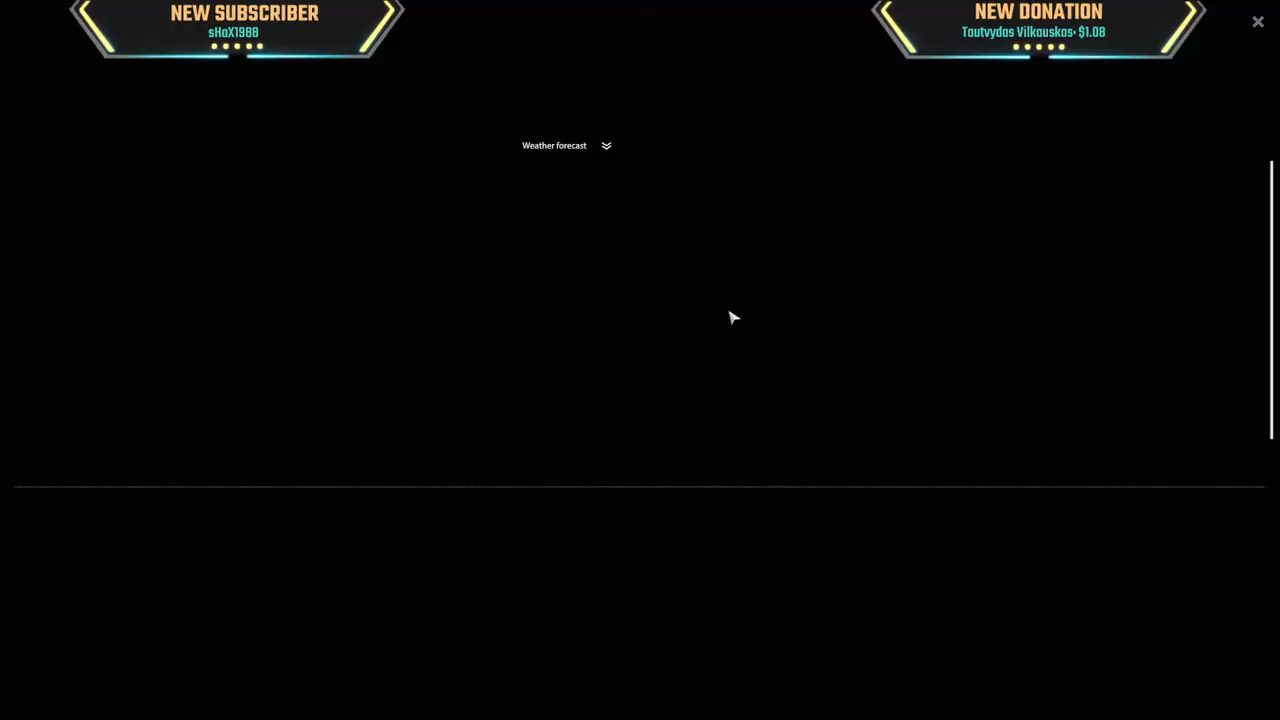 NEW SUBSCRIBER
sHaX1988
NEW DONATION
Tautvydas Vilkauskas• $1.08
Weather forecast